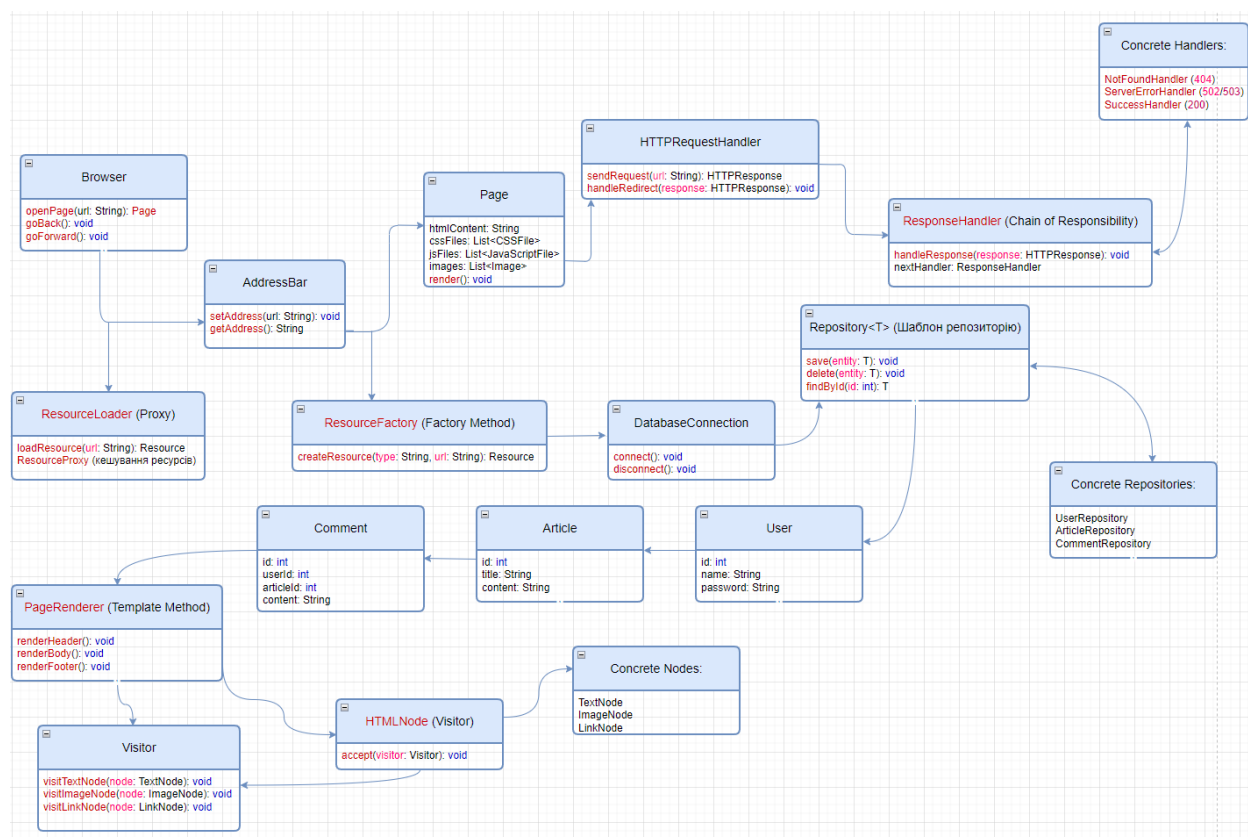 Concrete Handlers:
NotFoundHandler (404)
ServerErrorHandler (502/503)
SuccessHandler (200)
HTTPRequestHandler
sendRequest(url: String): HTTPResponse
handleRedirect(response: HTTPResponse): void
Browser
openPage(url: String): Page
goBack(): void
goForward(): void
Page
htmlContent: String
cssFiles: List<CSSFile>
jsFiles: List<JavaScriptFile>
images: List<Image>
render(): void
ResponseHandler (Chain of Responsibility)
handleResponse(response: HTTPResponse): void
nextHandler: ResponseHandler
AddressBar
setAddress(url: String): void
getAddress(): String
Repository<T> (Шаблон репозиторію)
save(entity: T): void
delete(entity: T): void
findById(id: int): T
ResourceLoader (Proxy)
loadResource(url: String): Resource
ResourceProxy (кешування ресурсів)
ResourceFactory (Factory Method)
createResource(type: String, url: String): Resource
DatabaseConnection
connect(): void
disconnect(): void
Concrete Repositories:
UserRepository
ArticleRepository
CommentRepository
Comment
id: int
userId: int
articleId: int
content: String
Article
id: int
title: String
content: String
User
id: int
name: String
password: String
PageRenderer (Template Method)
renderHeader(): void
renderBody(): void
renderFooter(): void
Concrete Nodes:
TextNode
ImageNode
LinkNode
HTMLNode (Visitor)
accept(visitor: Visitor): void
Visitor
visitTextNode(node: TextNode): void
visitImageNode(node: ImageNode): void
visitLinkNode(node: LinkNode): void